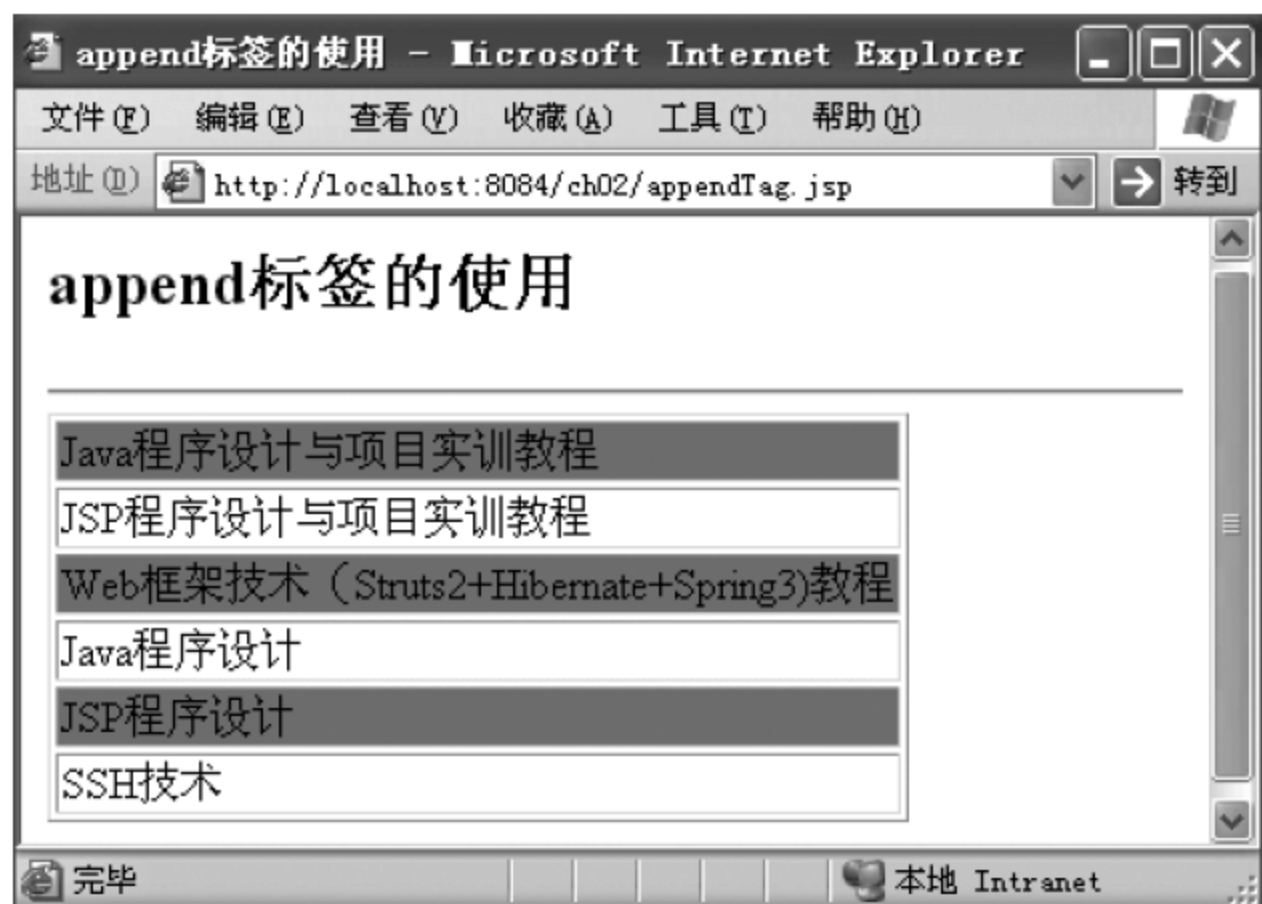 append标签的使用 - Microsoft Internet Explorer
文件(F) 编辑(E) 查看(V) 收藏(A) 工具(T) 帮助(H)
地址(D) http://localhost:8084/ch02/appendTag.jsp 转到
append标签的使用
Java程序设计与项目实训教程
JSP程序设计与项目实训教程
Web框架技术（Struts2+Hibernate+Spring3)教程
Java程序设计
JSP程序设计
SSH技术
完毕 本地 Intranet